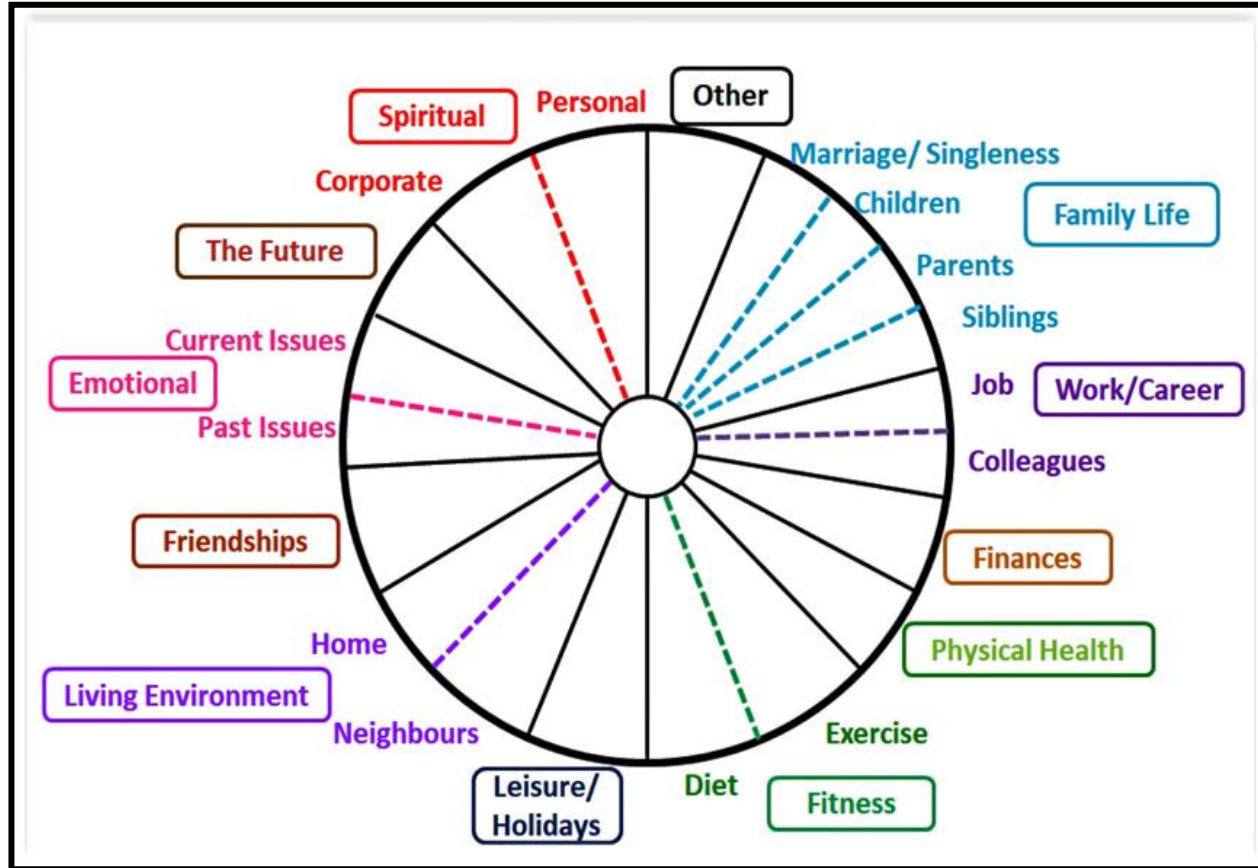 Other
Personal
Spiritual
Marriage/ Singleness
Corporate
Children
Family Life
The Future
Parents
Siblings
Current Issues
Job
Work/Career
Emotional
Past Issues
Colleagues
Friendships
Finances
Home
Physical Health
Living Environment
Neighbours
Exercise
Leisure/
Holidays
Diet
Fitness